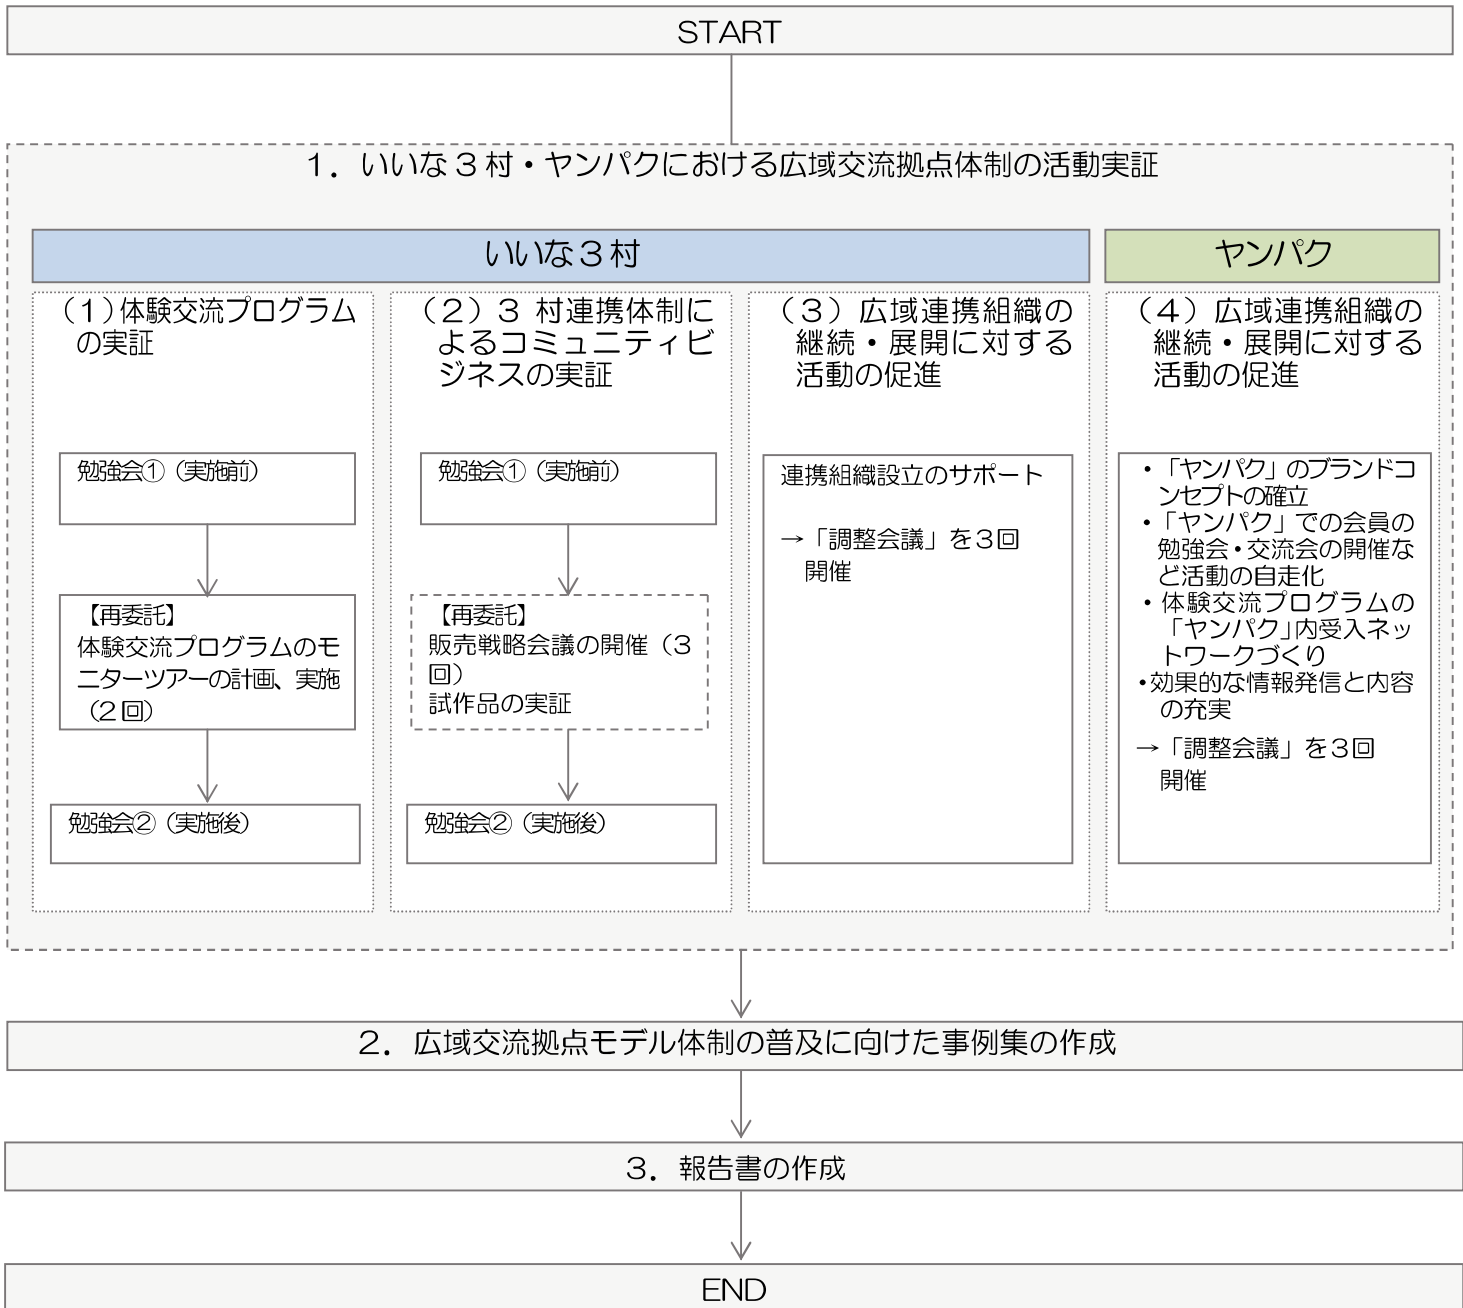 START
1．いいな３村・ヤンパクにおける広域交流拠点体制の活動実証
いいな３村
ヤンパク
（1）体験交流プログラム
の実証
勉強会①（実施前）
【再委託】
体験交流プログラムのモ
ニターツアーの計画、実施
（2回）
勉強会②（実施後）
（２）３ 村連携体制に
よるコミュニティビ
ジネスの実証
勉強会①（実施前）
【再委託】
販売戦略会議の開催（３
回）
試作品の実証
勉強会②（実施後）
（３）広域連携組織の
継続・展開に対する
活動の促進
連携組織設立のサポート
→「調整会議」を３回
開催
（４）広域連携組織の
継続・展開に対する
活動の促進
・「ヤンパク」のブランドコ
ンセプトの確立
・「ヤンパク」での会員の
勉強会・交流会の開催な
ど活動の自走化
・体験交流プログラムの
「ヤンパク」内受入ネッ
トワークづくり
・効果的な情報発信と内容
の充実
→「調整会議」を３回
開催
２．広域交流拠点モデル体制の普及に向けた事例集の作成
３．報告書の作成
END